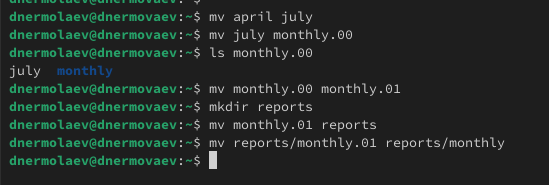 dnermolaev@dnermovaev:~$ mv april july
dnermolaev@dnermovaev:~$ mv july monthly.00
dnermolaev@dnermovaev:~$ ls monthly.00
july monthly
dnermolaev@dnermovaev:~$ mv monthly.00 monthly.01
dnermolaev@dnermovaev:~$ mkdir reports
dnermolaev@dnermovaev:~$ mv monthly.01 reports
dnermolaev@dnermovaev:~$ mv reports/monthly.01 reports/monthly
dnermolaev@dnermovaev:~$